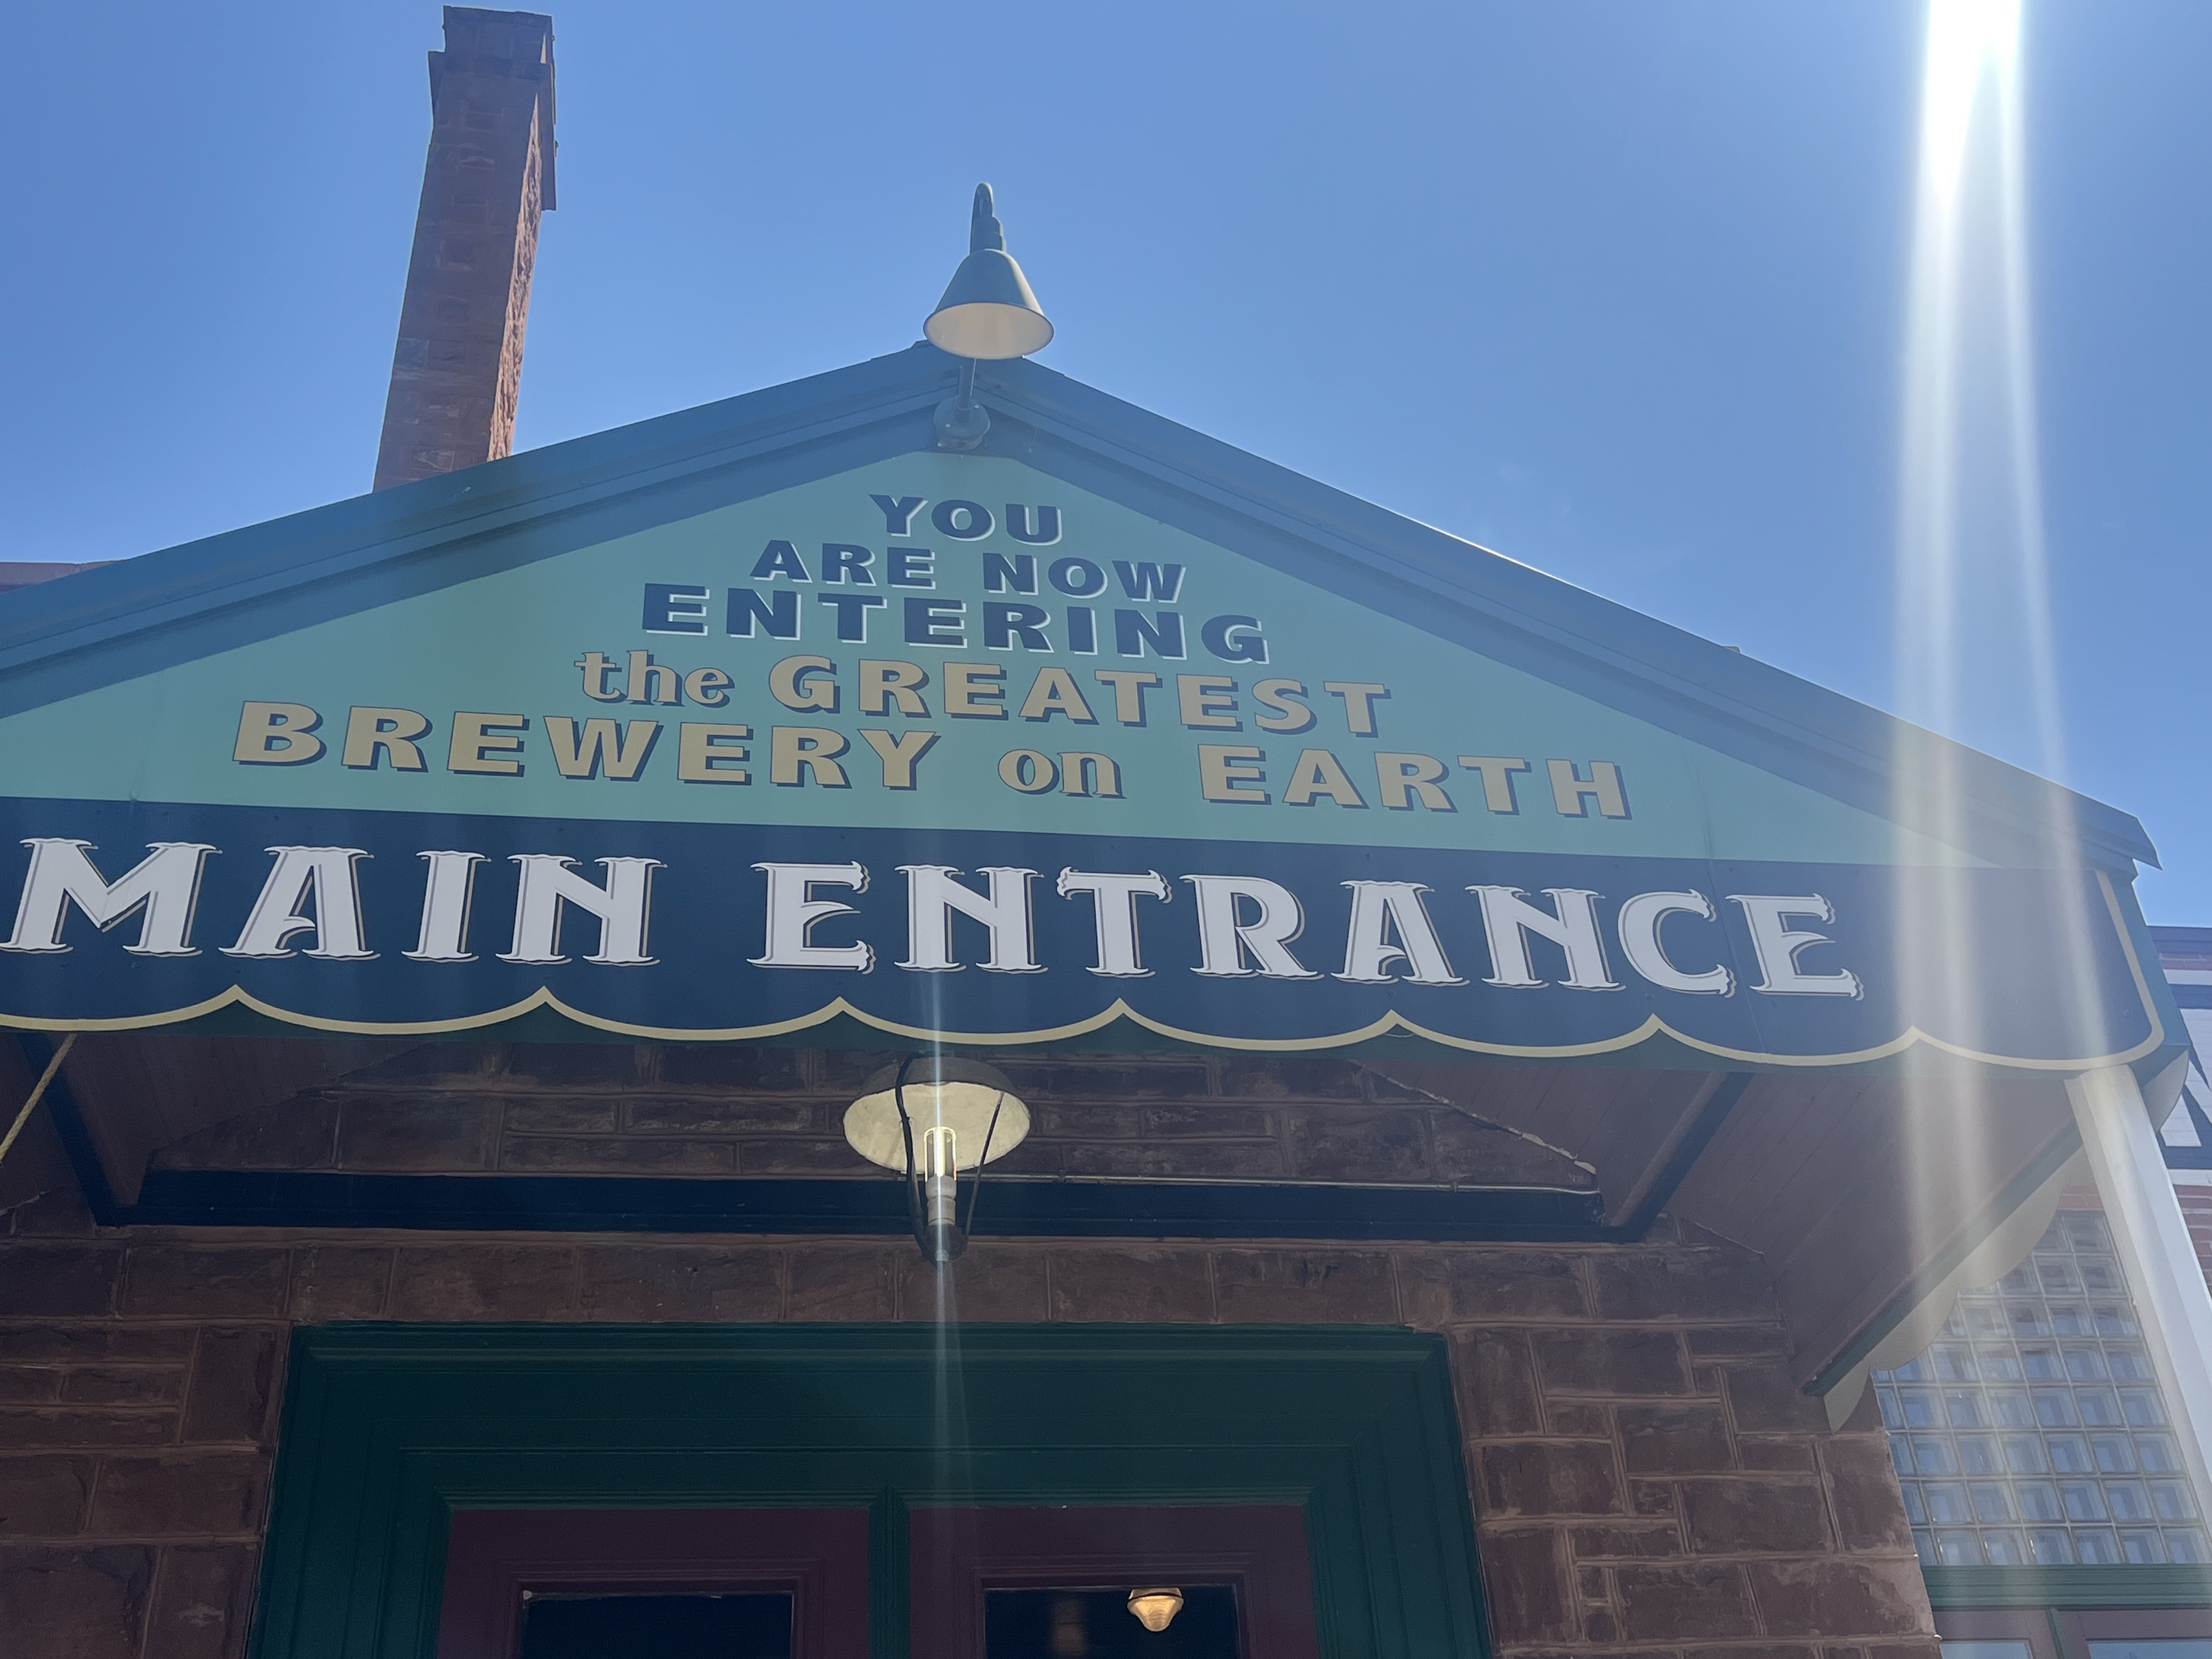 YOU
ARE NOW
ENTERING
the GREATEST
BREWERY on EARTH
MAIN ENTRANCE